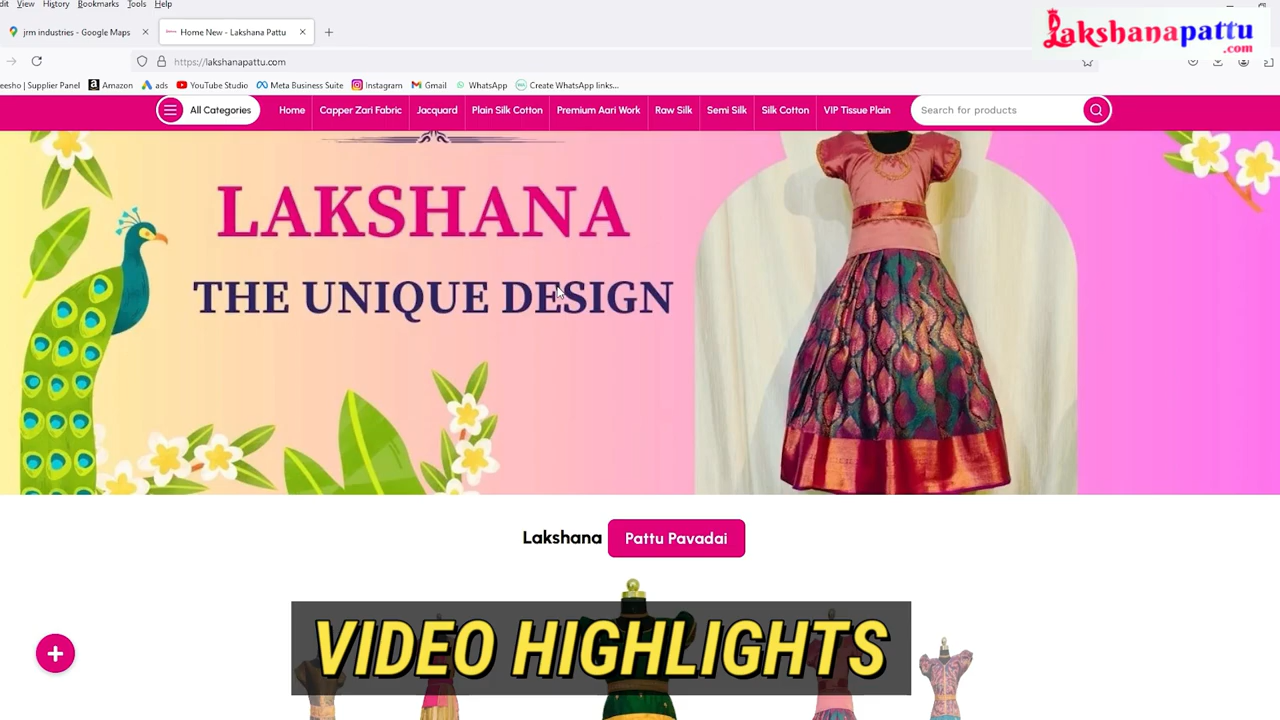 View History Bookmarks Tools Help
Lakshanapattu
.com
jrm industries - Google Maps
Home New - Lakshana Pattu
https://lakshanapattu.com
eesho | Supplier Panel Amazon ads YouTube Studio Meta Business Suite Instagram Gmail WhatsApp Create WhatsApp links...
All Categories Home Capper Zari Fabric Jacquard Plain Silk Cotton Premium Aari Work Raw Silk Semi Silk Silk Cotton VIP Tissue Plain Search for products
LAKSHANA
THE UNIQUE DESIGN
Lakshana Pattu Pavadai
VIDEO HIGHLIGHTS